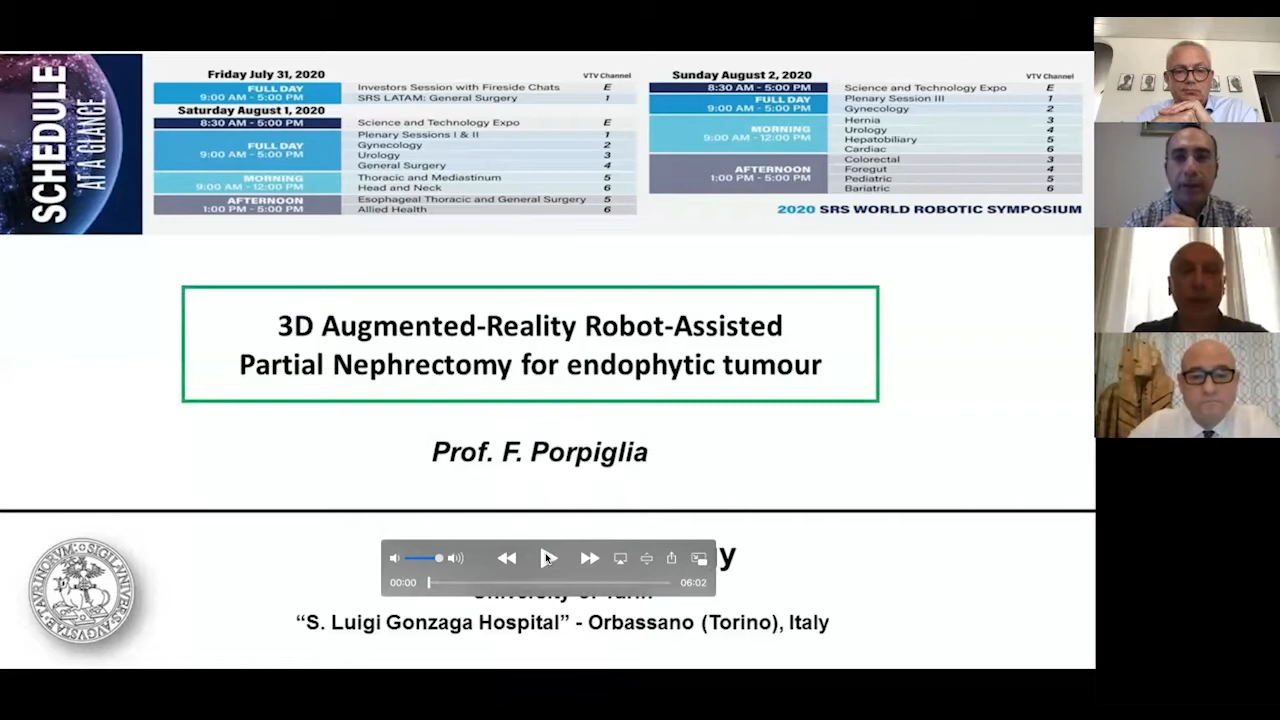 SCHEDULE
AT A GLANCE
Friday July 31, 2020
VTV Channel
FULL DAY
9:00 AM - 5:00 PM
Investors Session with Fireside Chats E
SRS LATAM: General Surgery 1
Saturday August 1, 2020
8:30 AM - 5:00 PM
Science and Technology Expo E
FULL DAY
9:00 AM - 5:00 PM
Plenary Sessions I & II 1
Gynecology 2
Urology 3
General Surgery 4
MORNING
9:00 AM - 12:00 PM
Thoracic and Mediastinum 5
Head and Neck 6
AFTERNOON
1:00 PM - 5:00 PM
Esophageal Thoracic and General Surgery 5
Allied Health 6
Sunday August 2, 2020
VTV Channel
8:30 AM - 5:00 PM
Science and Technology Expo E
FULL DAY
9:00 AM - 5:00 PM
Plenary Session III 1
Gynecology 2
MORNING
9:00 AM - 12:00 PM
Hernia 3
Urology 4
Hepatobiliary 5
Cardiac 6
AFTERNOON
1:00 PM - 5:00 PM
Colorectal 3
Foregut 4
Pediatric 5
Bariatric 6
2020 SRS WORLD ROBOTIC SYMPOSIUM
3D Augmented-Reality Robot-Assisted
Partial Nephrectomy for endophytic tumour
Prof. F. Porpiglia
00:00
06:02
"S. Luigi Gonzaga Hospital" - Orbassano (Torino), Italy